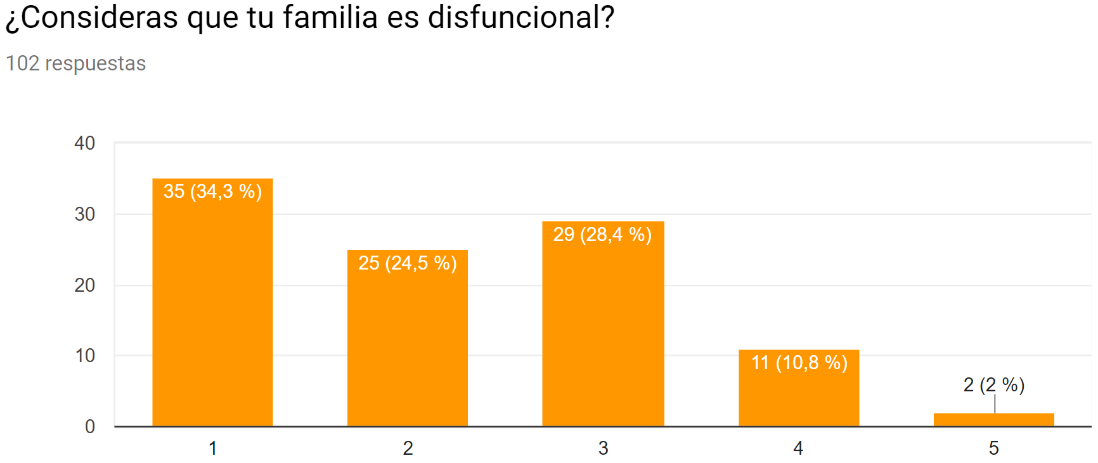 ¿Consideras que tu familia es disfuncional?
102 respuestas
40
30
20
10
0
35 (34,3 %)
25 (24,5 %)
29 (28,4 %)
11 (10,8 %)
2 (2 %)
1 2 3 4 5